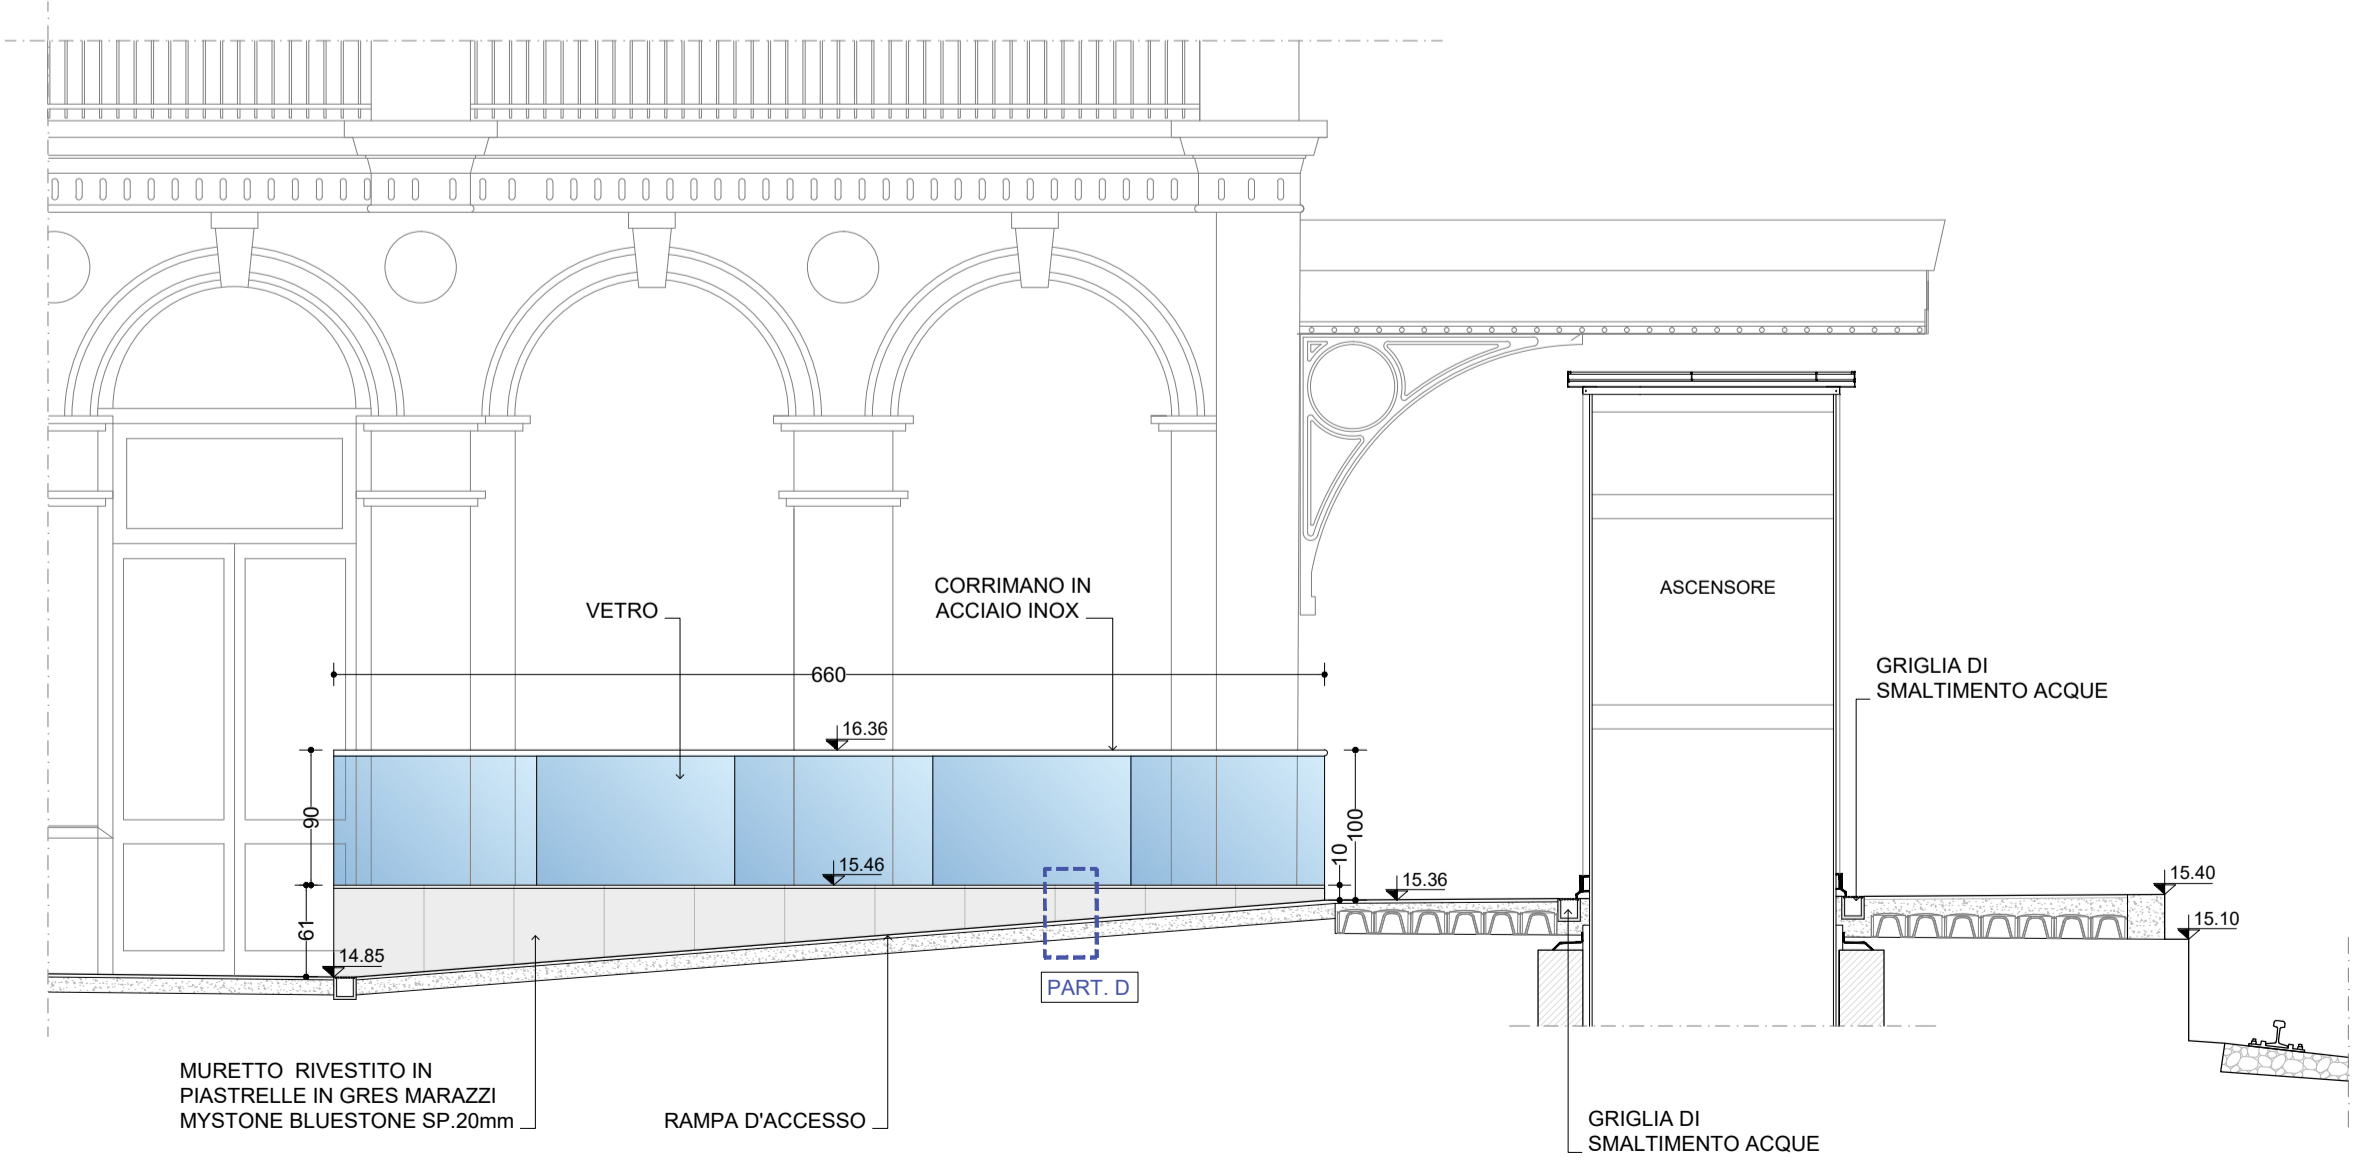 CORRIMANO IN
ACCIAIO INOX
VETRO
ASCENSORE
660
GRIGLIA DI
SMALTIMENTO ACQUE
16.36
90
100
10
15.46
15.36
15.40
15.10
61
14.85
PART. D
MURETTO RIVESTITO IN
PIASTRELLE IN GRES MARAZZI
MYSTONE BLUESTONE SP.20mm
RAMPA D'ACCESSO
GRIGLIA DI
SMALTIMENTO ACQUE